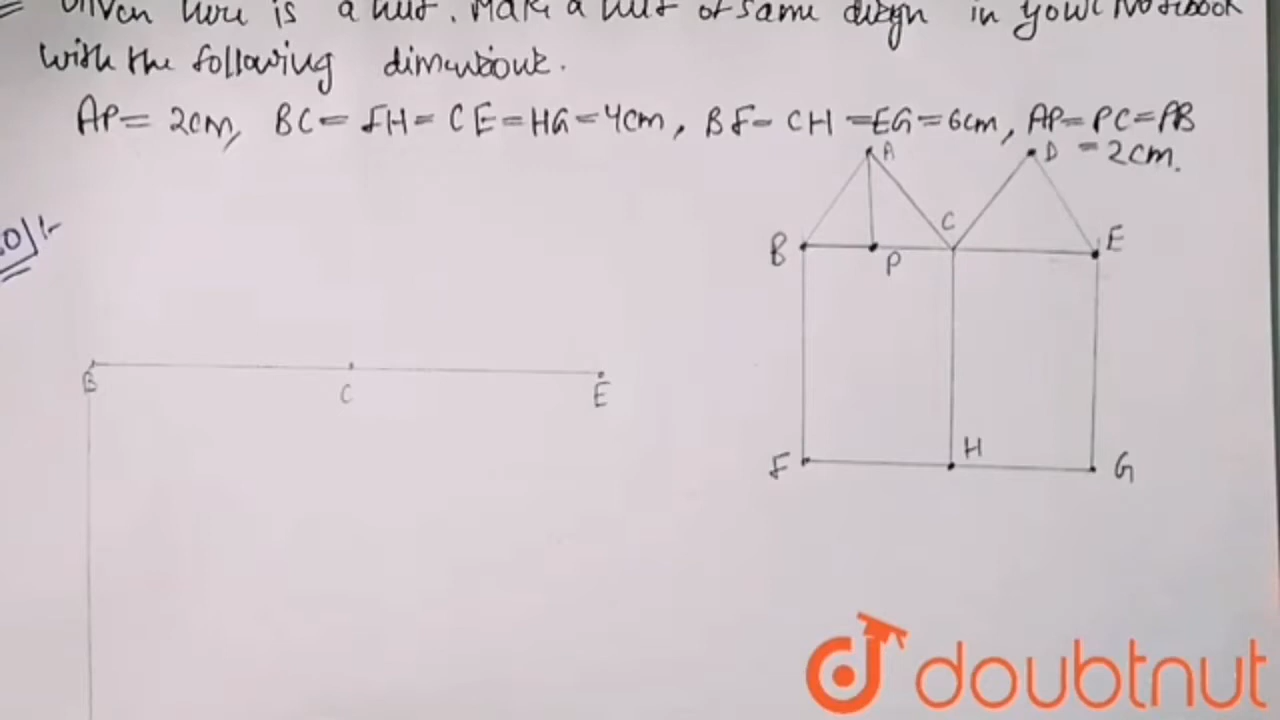 Given here is a hut. Make a hut of same design in your Notebook
with the following dimensions.
AP = 2cm, BC = FH = CE = HG = 4cm, BF = CH = EG = 6cm, AP = PC = PB
= 2cm.
A
D
C
B
P
E
Sol:-
B
C
E
F
H
G
doubtnut